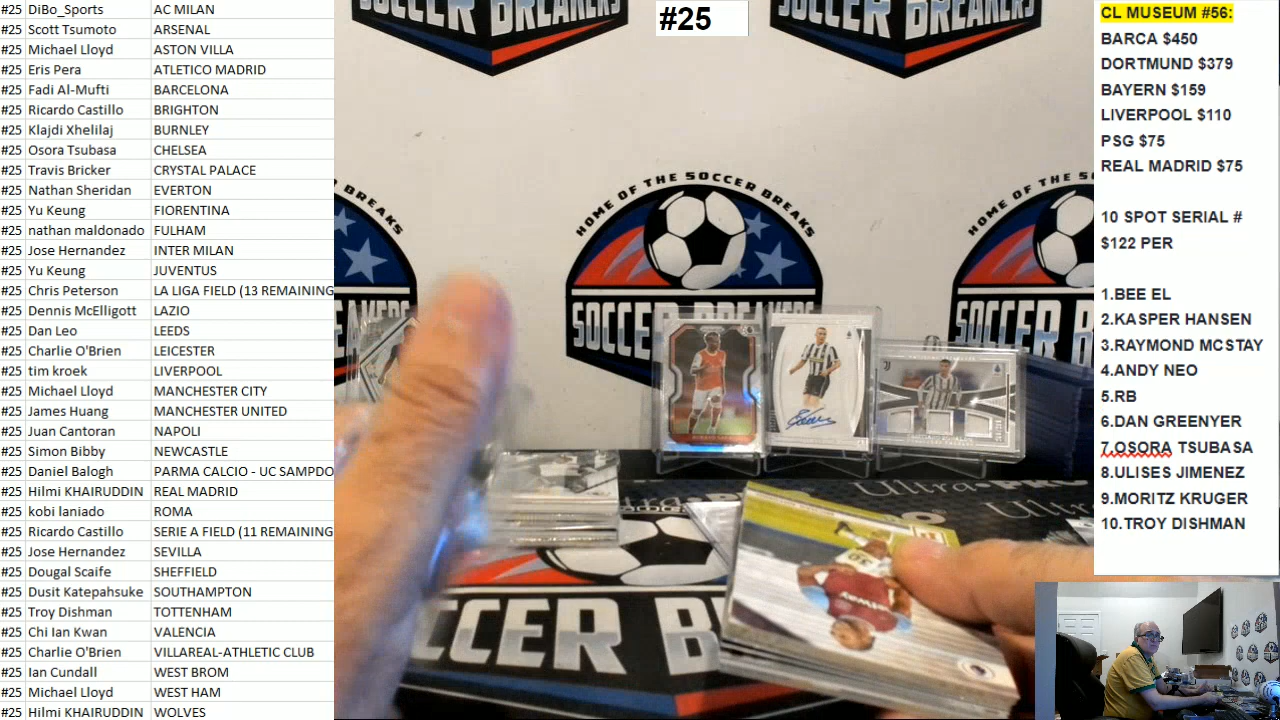 #25 DiBo_Sports AC MILAN
#25 Scott Tsumoto ARSENAL
#25 Michael Lloyd ASTON VILLA
#25 Eris Pera ATLETICO MADRID
#25 Fadi Al-Mufti BARCELONA
#25 Ricardo Castillo BRIGHTON
#25 Klajdi Xhelilaj BURNLEY
#25 Osora Tsubasa CHELSEA
#25 Travis Bricker CRYSTAL PALACE
#25 Nathan Sheridan EVERTON
#25 Yu Keung FIORENTINA
#25 nathan maldonado FULHAM
#25 Jose Hernandez INTER MILAN
#25 Yu Keung JUVENTUS
#25 Chris Peterson LA LIGA FIELD (13 REMAINING
#25 Dennis McElligott LAZIO
#25 Dan Leo LEEDS
#25 Charlie O'Brien LEICESTER
#25 tim kroek LIVERPOOL
#25 Michael Lloyd MANCHESTER CITY
#25 James Huang MANCHESTER UNITED
#25 Juan Cantoran NAPOLI
#25 Simon Bibby NEWCASTLE
#25 Daniel Balogh PARMA CALCIO - UC SAMPDO
#25 Hilmi KHAIRUDDIN REAL MADRID
#25 kobi laniado ROMA
#25 Ricardo Castillo SERIE A FIELD (11 REMAINING
#25 Jose Hernandez SEVILLA
#25 Dougal Scaife SHEFFIELD
#25 Dusit Katepahsuke SOUTHAMPTON
#25 Troy Dishman TOTTENHAM
#25 Chi Ian Kwan VALENCIA
#25 Charlie O'Brien VILLAREAL-ATHLETIC CLUB
#25 Ian Cundall WEST BROM
#25 Michael Lloyd WEST HAM
#25 Hilmi KHAIRUDDIN WOLVES
SOCCER BREAKERS
#25
SOCCER BREAKERS
HOME OF THE SOCCER BREAKS
SOCCER BREAKERS
HOME OF THE SOCCER B
SOCCER BR
Ultra
SOCCER BR
CL MUSEUM #56:
BARCA $450
DORTMUND $379
BAYERN $159
LIVERPOOL $110
PSG $75
REAL MADRID $75
10 SPOT SERIAL #
$122 PER
1.BEE EL
2.KASPER HANSEN
3.RAYMOND MCSTAY
4.ANDY NEO
5.RB
6.DAN GREENYER
7.OSORA TSUBASA
8.ULISES JIMENEZ
9.MORITZ KRUGER
10.TROY DISHMAN